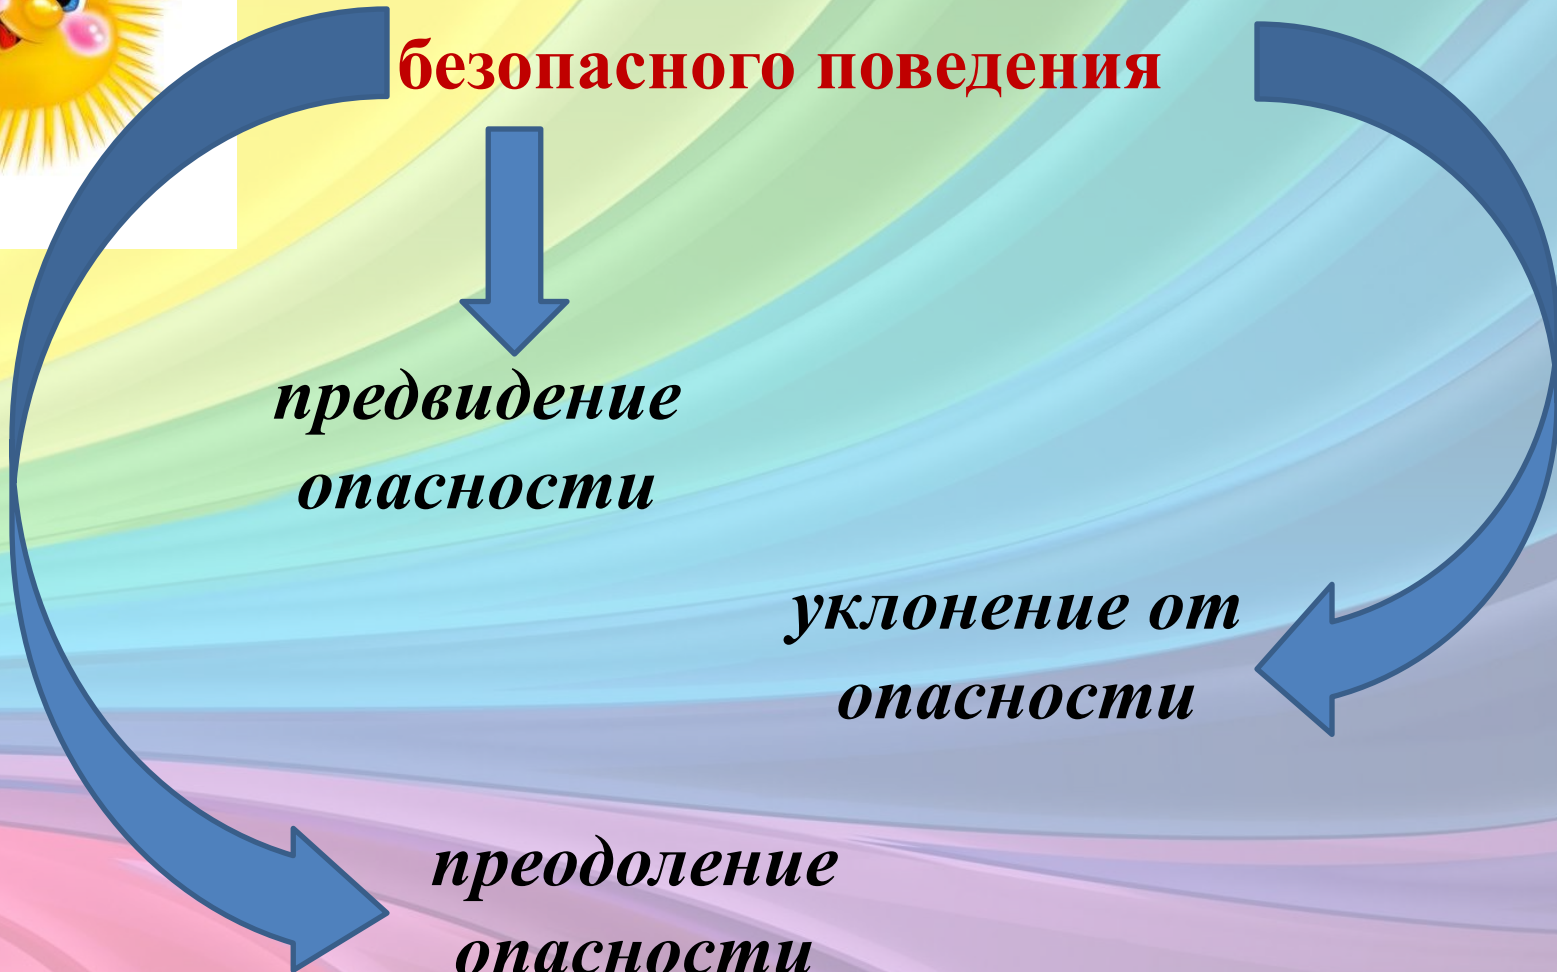 безопасного поведения
предвидение
опасности
уклонение от
опасности
преодоление
опасности